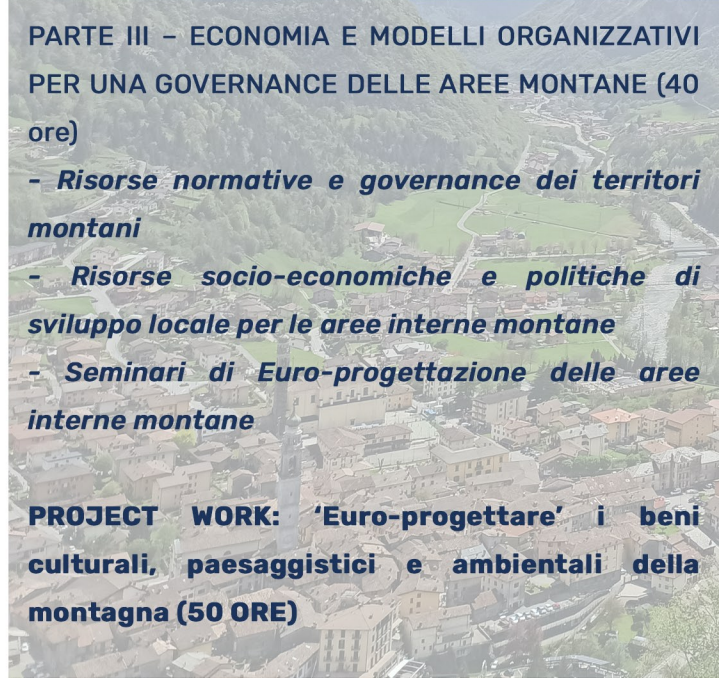 PARTE III – ECONOMIA E MODELLI ORGANIZZATIVI
PER UNA GOVERNANCE DELLE AREE MONTANE (40
ore)
- Risorse normative e governance dei territori
montani
- Risorse socio-economiche e politiche di
sviluppo locale per le aree interne montane
- Seminari di Euro-progettazione delle aree
interne montane
PROJECT WORK: ‘Euro-progettare’ i beni
culturali, paesaggistici e ambientali della
montagna (50 ORE)